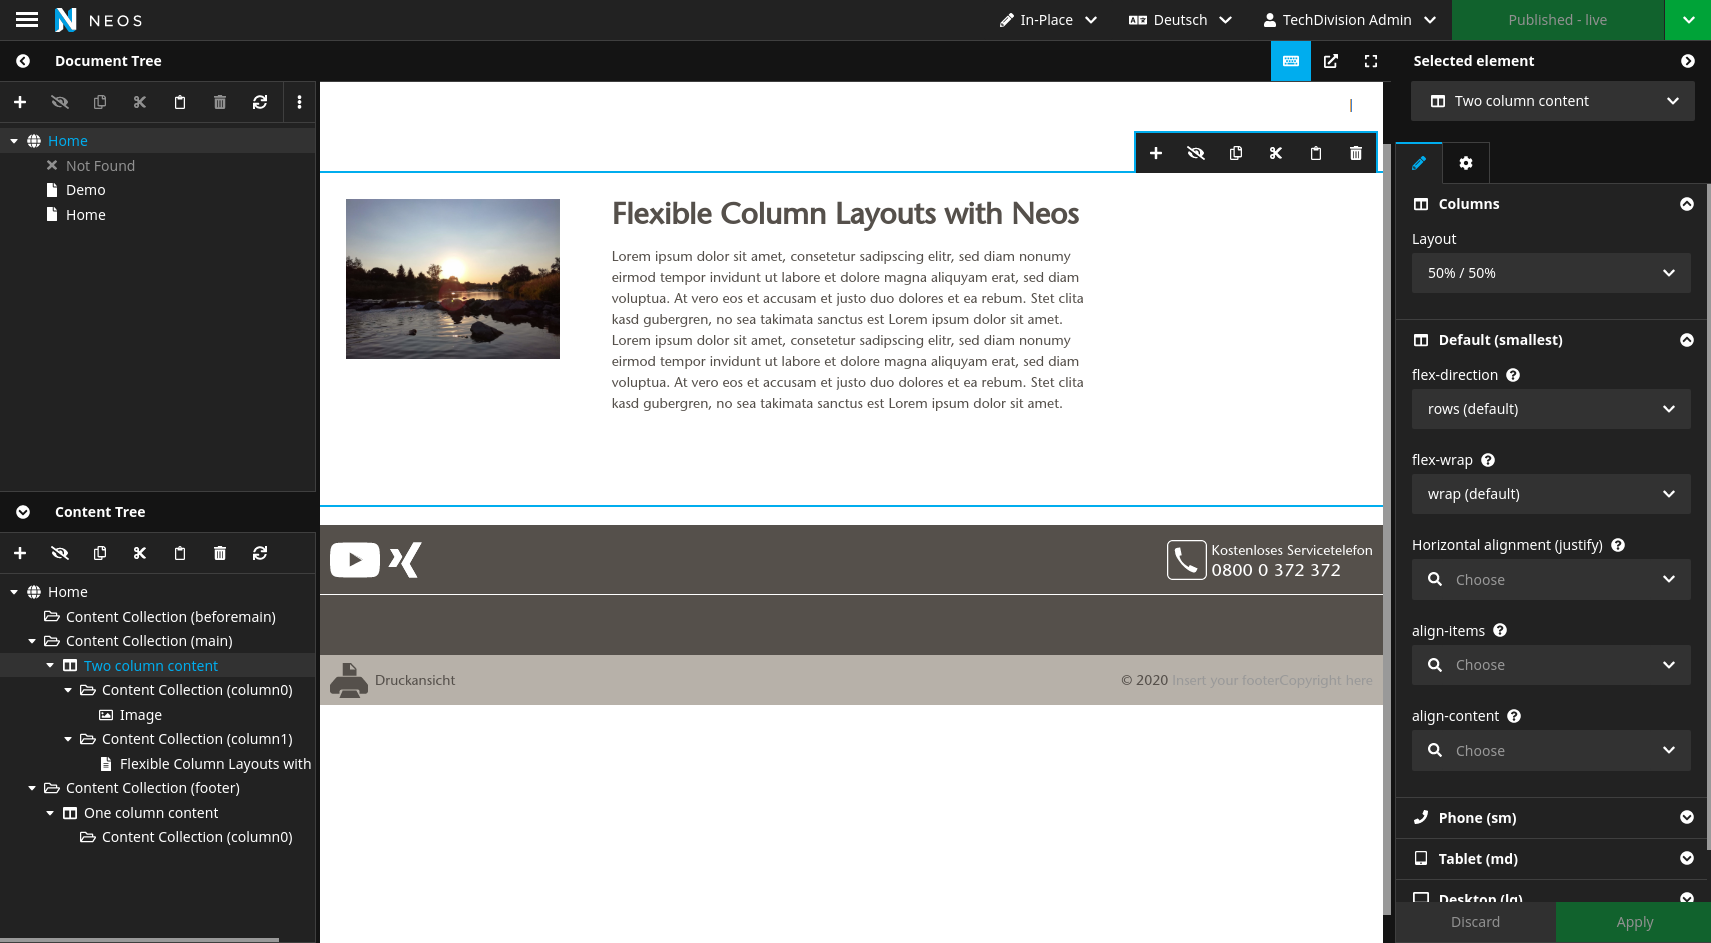 NEOS
In-Place
Deutsch
TechDivision Admin
Published - live
Document Tree
Home
Not Found
Demo
Home
Content Tree
Home
Content Collection (beforemain)
Content Collection (main)
Two column content
Content Collection (column0)
Image
Content Collection (column1)
Flexible Column Layouts with
Content Collection (footer)
One column content
Content Collection (column0)
Flexible Column Layouts with Neos
Lorem ipsum dolor sit amet, consetetur sadipscing elitr, sed diam nonumy
eirmod tempor invidunt ut labore et dolore magna aliquyam erat, sed diam
voluptua. At vero eos et accusam et justo duo dolores et ea rebum. Stet clita
kasd gubergren, no sea takimata sanctus est Lorem ipsum dolor sit amet.
Lorem ipsum dolor sit amet, consetetur sadipscing elitr, sed diam nonumy
eirmod tempor invidunt ut labore et dolore magna aliquyam erat, sed diam
voluptua. At vero eos et accusam et justo duo dolores et ea rebum. Stet clita
kasd gubergren, no sea takimata sanctus est Lorem ipsum dolor sit amet.
Kostenloses Servicetelefon
0800 0 372 372
Druckansicht
© 2020 Insert your footerCopyright here
Selected element
Two column content
Columns
Layout
50% / 50%
Default (smallest)
flex-direction
rows (default)
flex-wrap
wrap (default)
Horizontal alignment (justify)
Choose
align-items
Choose
align-content
Choose
Phone (sm)
Tablet (md)
Desktop (lg)
Discard
Apply